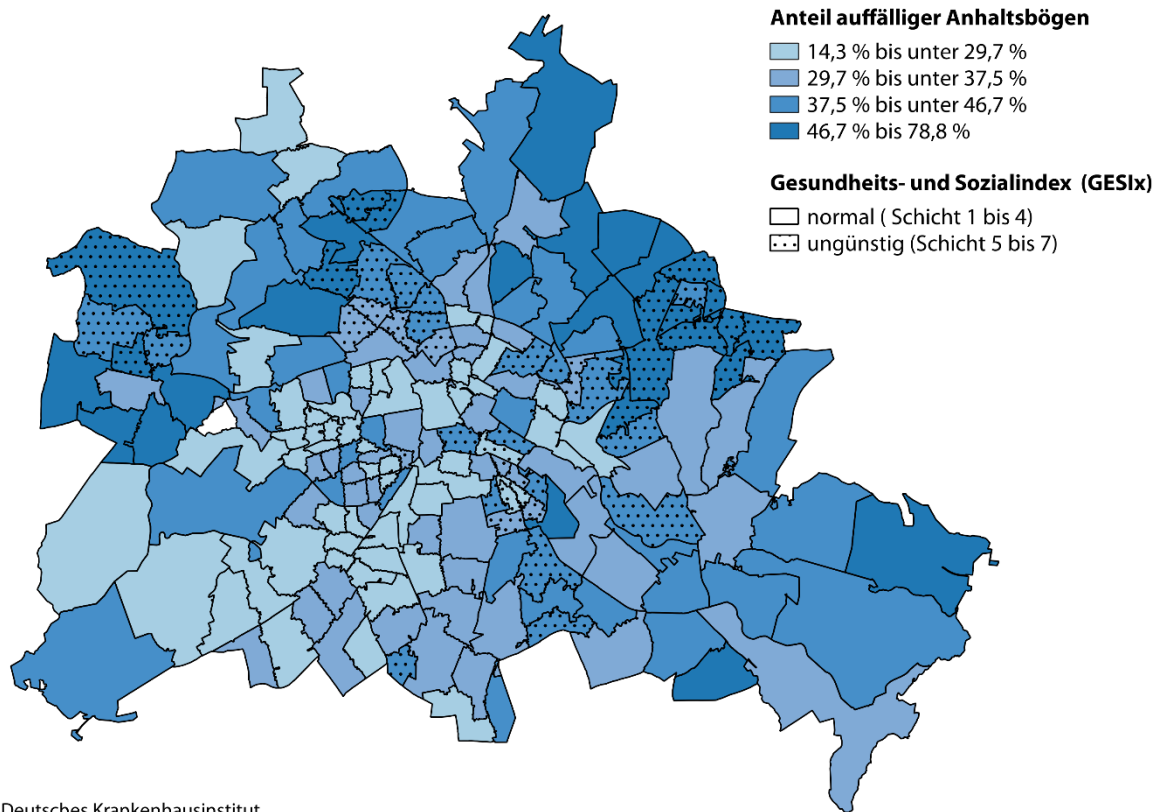 Anteil auffälliger Anhaltsbögen
14,3 % bis unter 29,7 %
29,7 % bis unter 37,5 %
37,5 % bis unter 46,7 %
46,7 % bis 78,8 %
Gesundheits- und Sozialindex (GESIx)
normal ( Schicht 1 bis 4)
ungünstig (Schicht 5 bis 7)
Deutsches Krankenhausinstitut